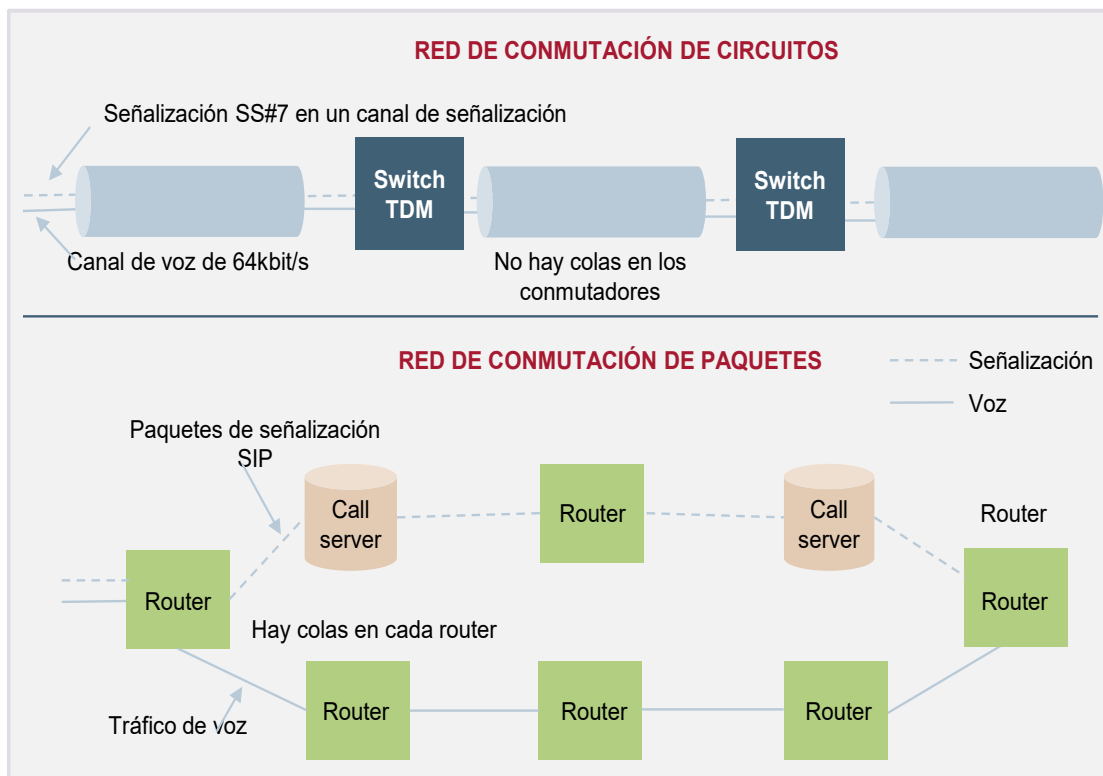 RED DE CONMUTACIÓN DE CIRCUITOS
Señalización SS#7 en un canal de señalización
Switch
TDM
Switch
TDM
Canal de voz de 64kbit/s
No hay colas en los
conmutadores
RED DE CONMUTACIÓN DE PAQUETES
Señalización
Voz
Paquetes de señalización
SIP
Call
server
Router
Call
server
Router
Router
Router
Hay colas en cada router
Router
Router
Router
Tráfico de voz